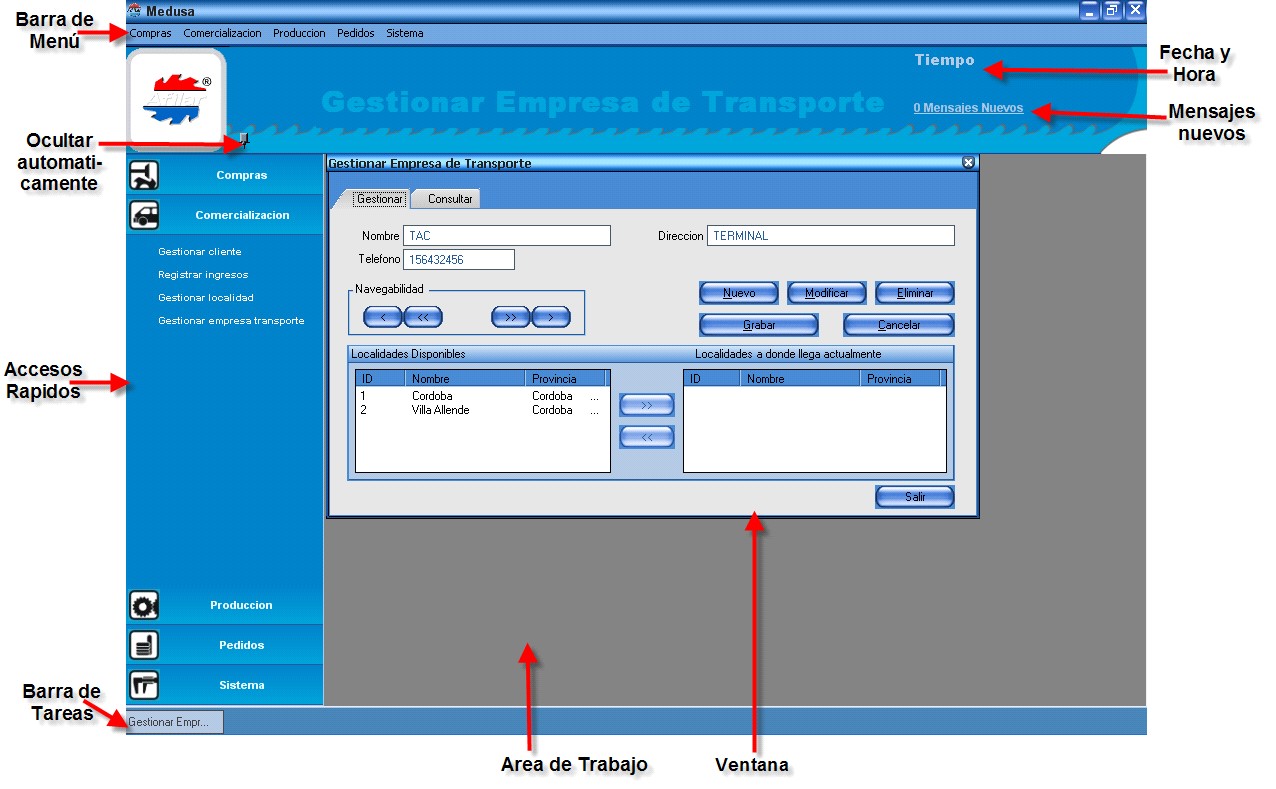 Barra de
Menú
Medusa
Compras Comercializacion Produccion Pedidos Sistema
Afilar ®
Gestionar Empresa de Transporte
Tiempo
0 Mensajes Nuevos
Fecha y
Hora
Mensajes
nuevos
Ocultar
automati-
camente
Compras
Comercializacion
Gestionar cliente
Registrar ingresos
Gestionar localidad
Gestionar empresa transporte
Accesos
Rapidos
Produccion
Pedidos
Sistema
Gestionar Empresa de Transporte
Gestionar Consultar
Nombre TAC Direccion TERMINAL
Telefono 156432456
Navegabilidad
< << >> >
Nuevo Modificar Eliminar
Grabar Cancelar
Localidades Disponibles Localidades a donde llega actualmente
ID Nombre Provincia ID Nombre Provincia
1 Cordoba Cordoba ...
2 Villa Allende Cordoba ...
>>
<<
Salir
Barra de
Tareas
Gestionar Empr...
Area de Trabajo
Ventana